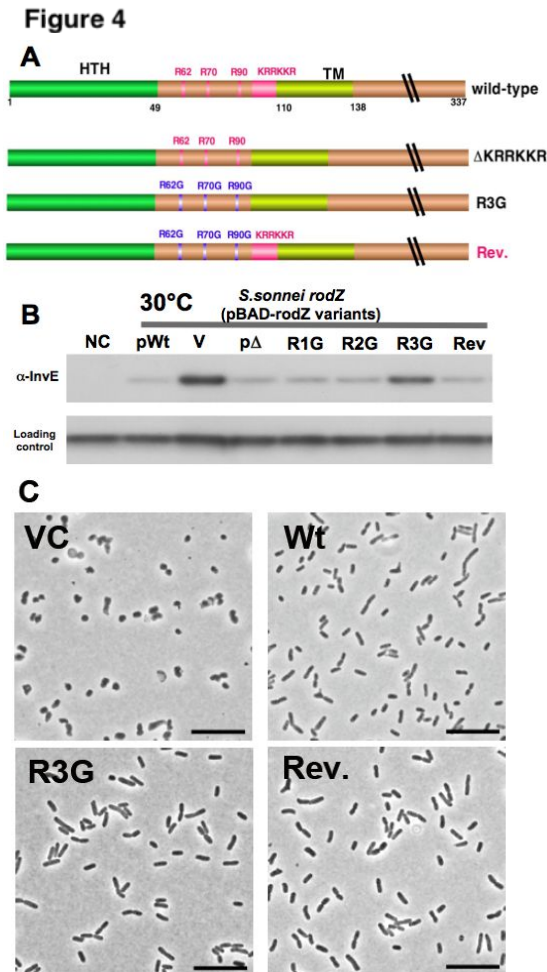 Figure 4
A
HTH R62 R70 R90 KRRKKR TM
wild-type
1 49 110 138 337
R62 R70 R90
ΔKRRKKR
R62G R70G R90G
R3G
R62G R70G R90G KRRKKR
Rev.
B
30°C S.sonnei rodZ
(pBAD-rodZ variants)
NC pWt V pΔ R1G R2G R3G Rev
α-InvE
Loading
control
C
VC Wt
R3G Rev.